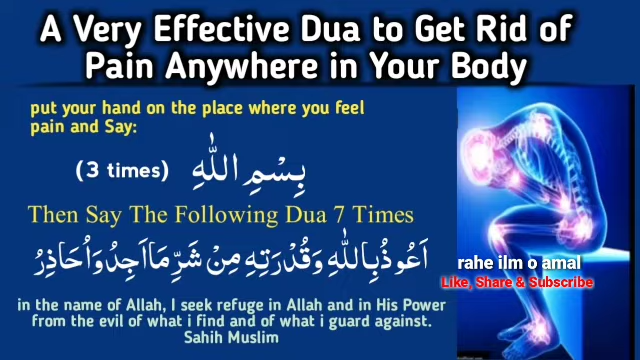 A Very Effective Dua to Get Rid of
Pain Anywhere in Your Body
put your hand on the place where you feel
pain and Say:
(3 times) بِسْمِ اللّٰهِ
Then Say The Following Dua 7 Times
اَعُوذُ بِاللّٰهِ وَقُدْرَتِهِ مِنْ شَرِّ مَا اَجِدُ وَاُحَاذِرُ
in the name of Allah, I seek refuge in Allah and in His Power
from the evil of what i find and of what i guard against.
Sahih Muslim
rahe ilm o amal
Like, Share & Subscribe